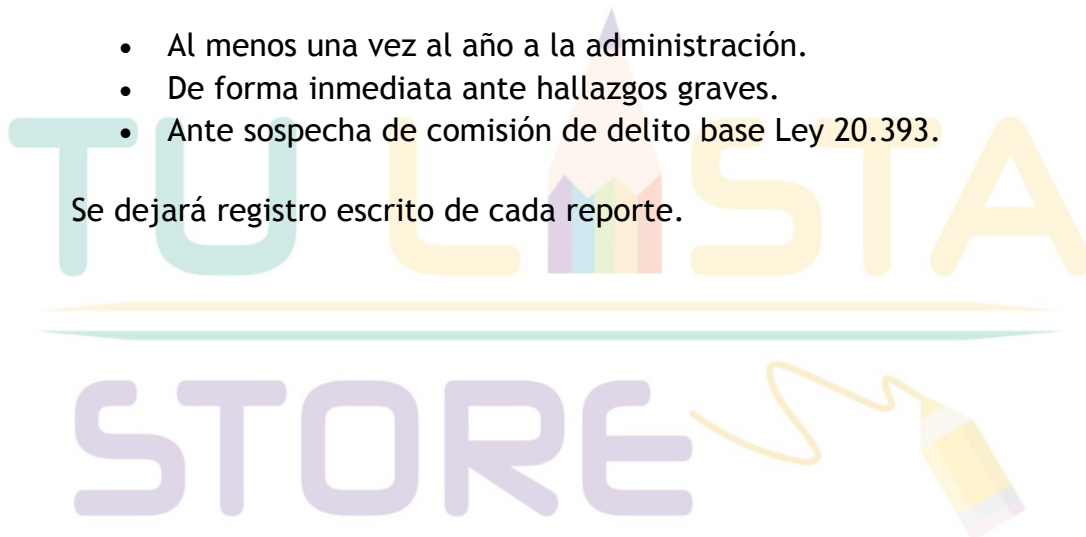 • Al menos una vez al año a la administración.
• De forma inmediata ante hallazgos graves.
• Ante sospecha de comisión de delito base Ley 20.393.
Se dejará registro escrito de cada reporte.
TU LISTA
STORE